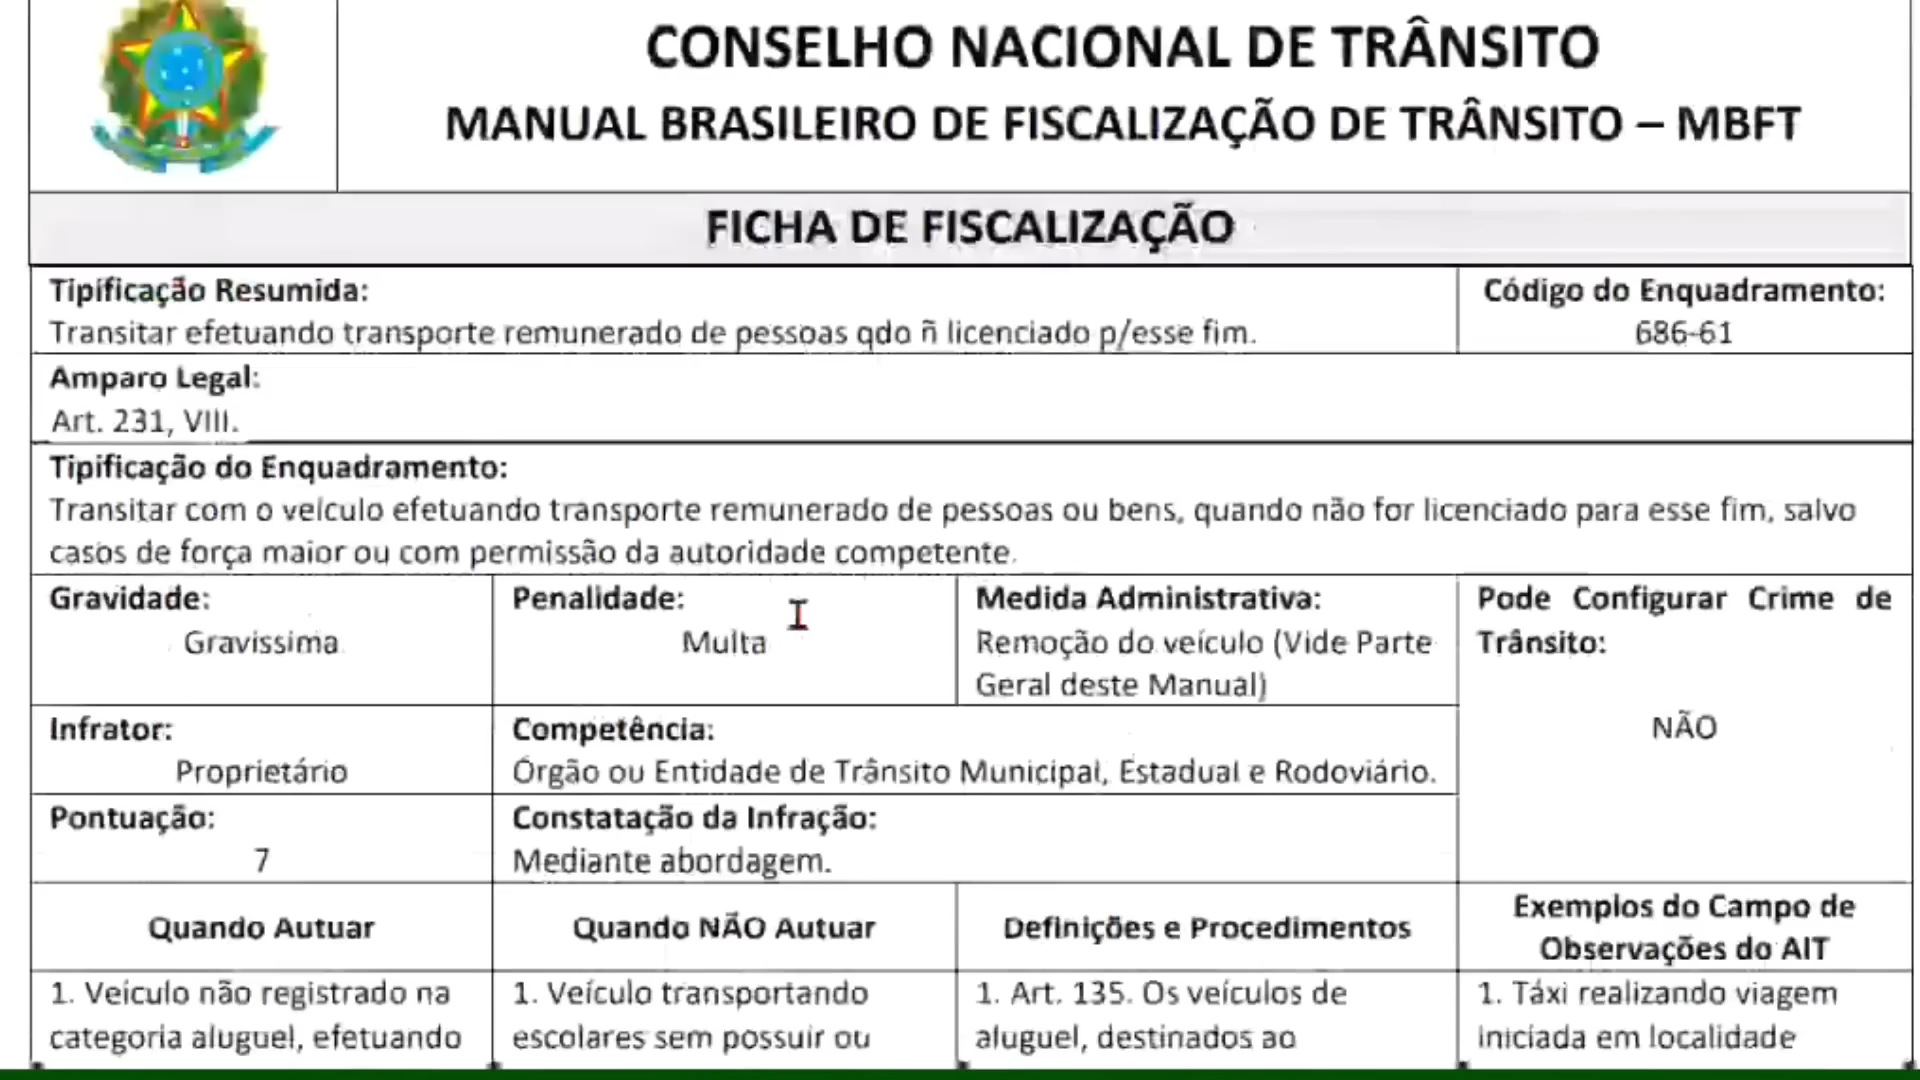 CONSELHO NACIONAL DE TRÂNSITO
MANUAL BRASILEIRO DE FISCALIZAÇÃO DE TRÂNSITO – MBFT
FICHA DE FISCALIZAÇÃO
Tipificação Resumida:
Transitar efetuando transporte remunerado de pessoas qdo ñ licenciado p/esse fim.
Código do Enquadramento:
686-61
Amparo Legal:
Art. 231, VIII.
Tipificação do Enquadramento:
Transitar com o veículo efetuando transporte remunerado de pessoas ou bens, quando não for licenciado para esse fim, salvo
casos de força maior ou com permissão da autoridade competente.
Gravidade:
Gravíssima
Penalidade:
Multa
Medida Administrativa:
Remoção do veículo (Vide Parte
Geral deste Manual)
Pode Configurar Crime de
Trânsito:
NÃO
Infrator:
Proprietário
Competência:
Órgão ou Entidade de Trânsito Municipal, Estadual e Rodoviário.
Pontuação:
7
Constatação da Infração:
Mediante abordagem.
Quando Autuar
Quando NÃO Autuar
Definições e Procedimentos
Exemplos do Campo de
Observações do AIT
1. Veículo não registrado na
categoria aluguel, efetuando
1. Veículo transportando
escolares sem possuir ou
1. Art. 135. Os veículos de
aluguel, destinados ao
1. Táxi realizando viagem
iniciada em localidade